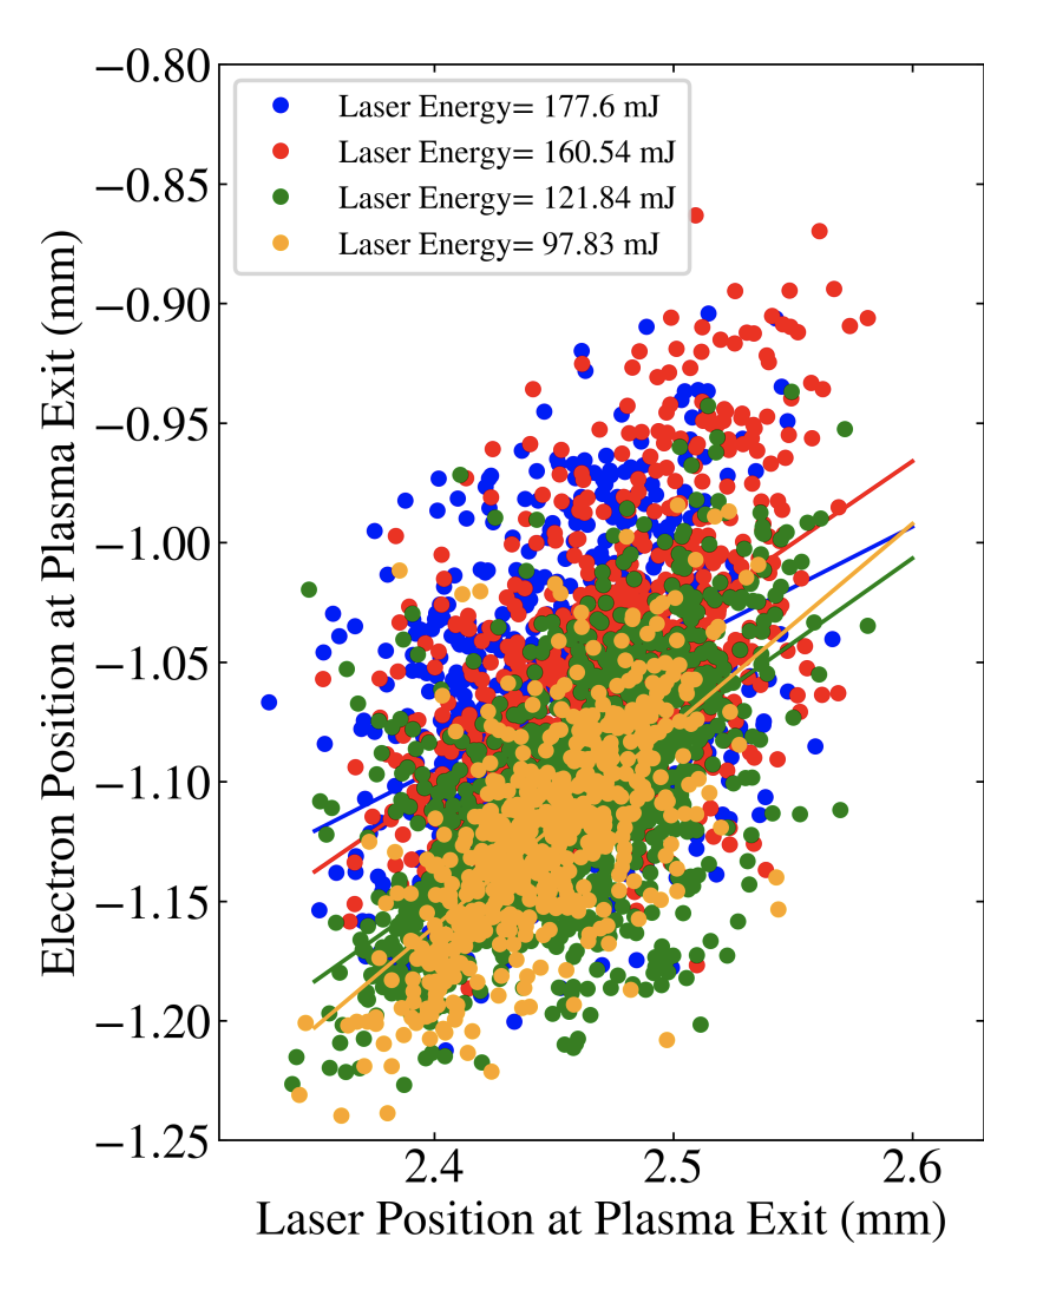 Laser Energy= 177.6 mJ
Laser Energy= 160.54 mJ
Laser Energy= 121.84 mJ
Laser Energy= 97.83 mJ
−0.80
−0.85
−0.90
−0.95
−1.00
−1.05
−1.10
−1.15
−1.20
−1.25
Electron Position at Plasma Exit (mm)
2.4 2.5 2.6
Laser Position at Plasma Exit (mm)